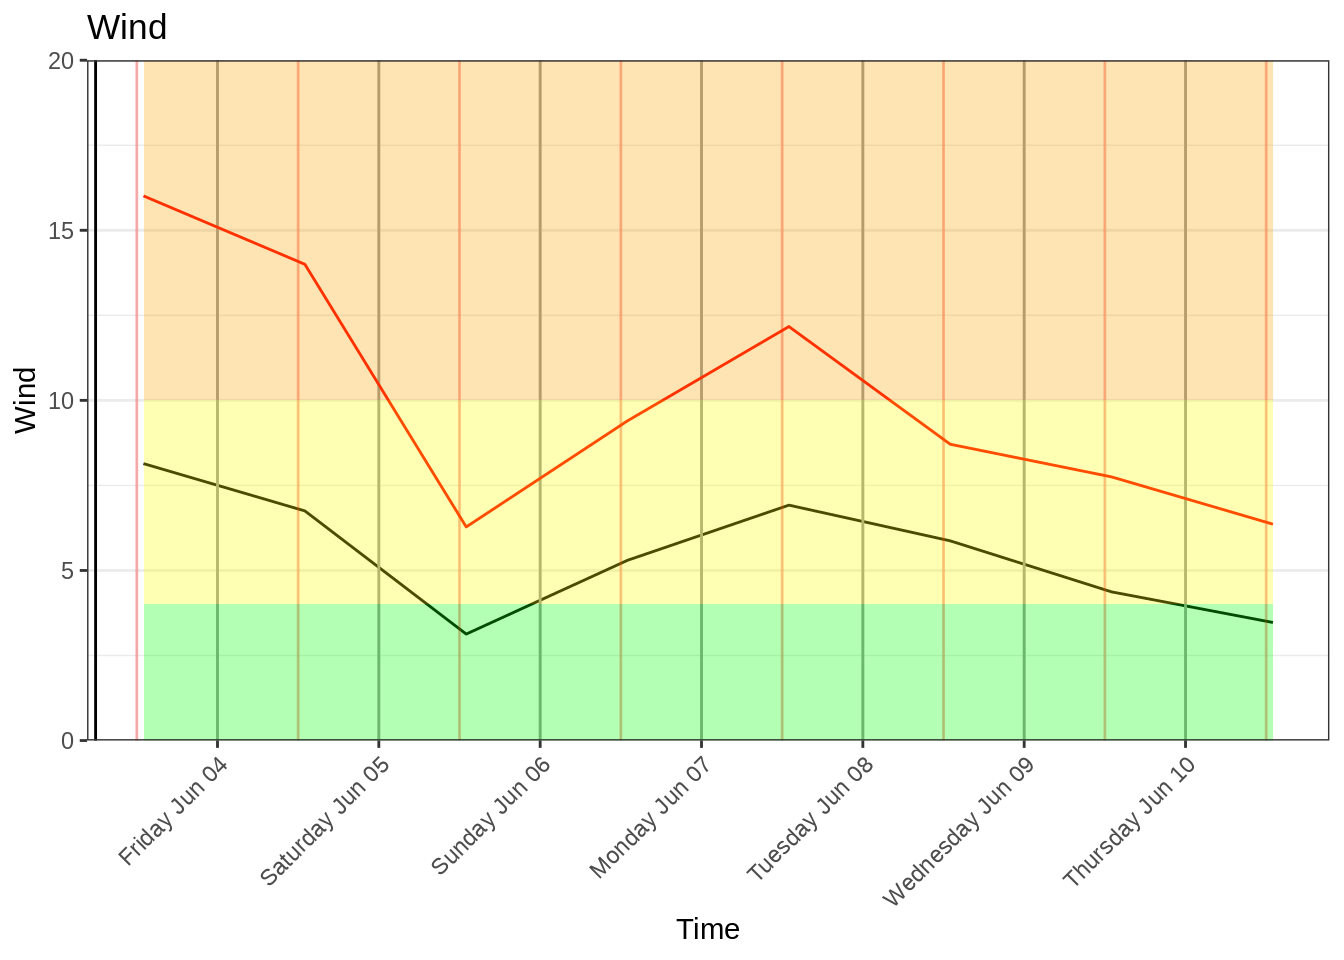 Wind
20
15
10
5
0
Wind
Friday Jun 04
Saturday Jun 05
Sunday Jun 06
Monday Jun 07
Tuesday Jun 08
Wednesday Jun 09
Thursday Jun 10
Time